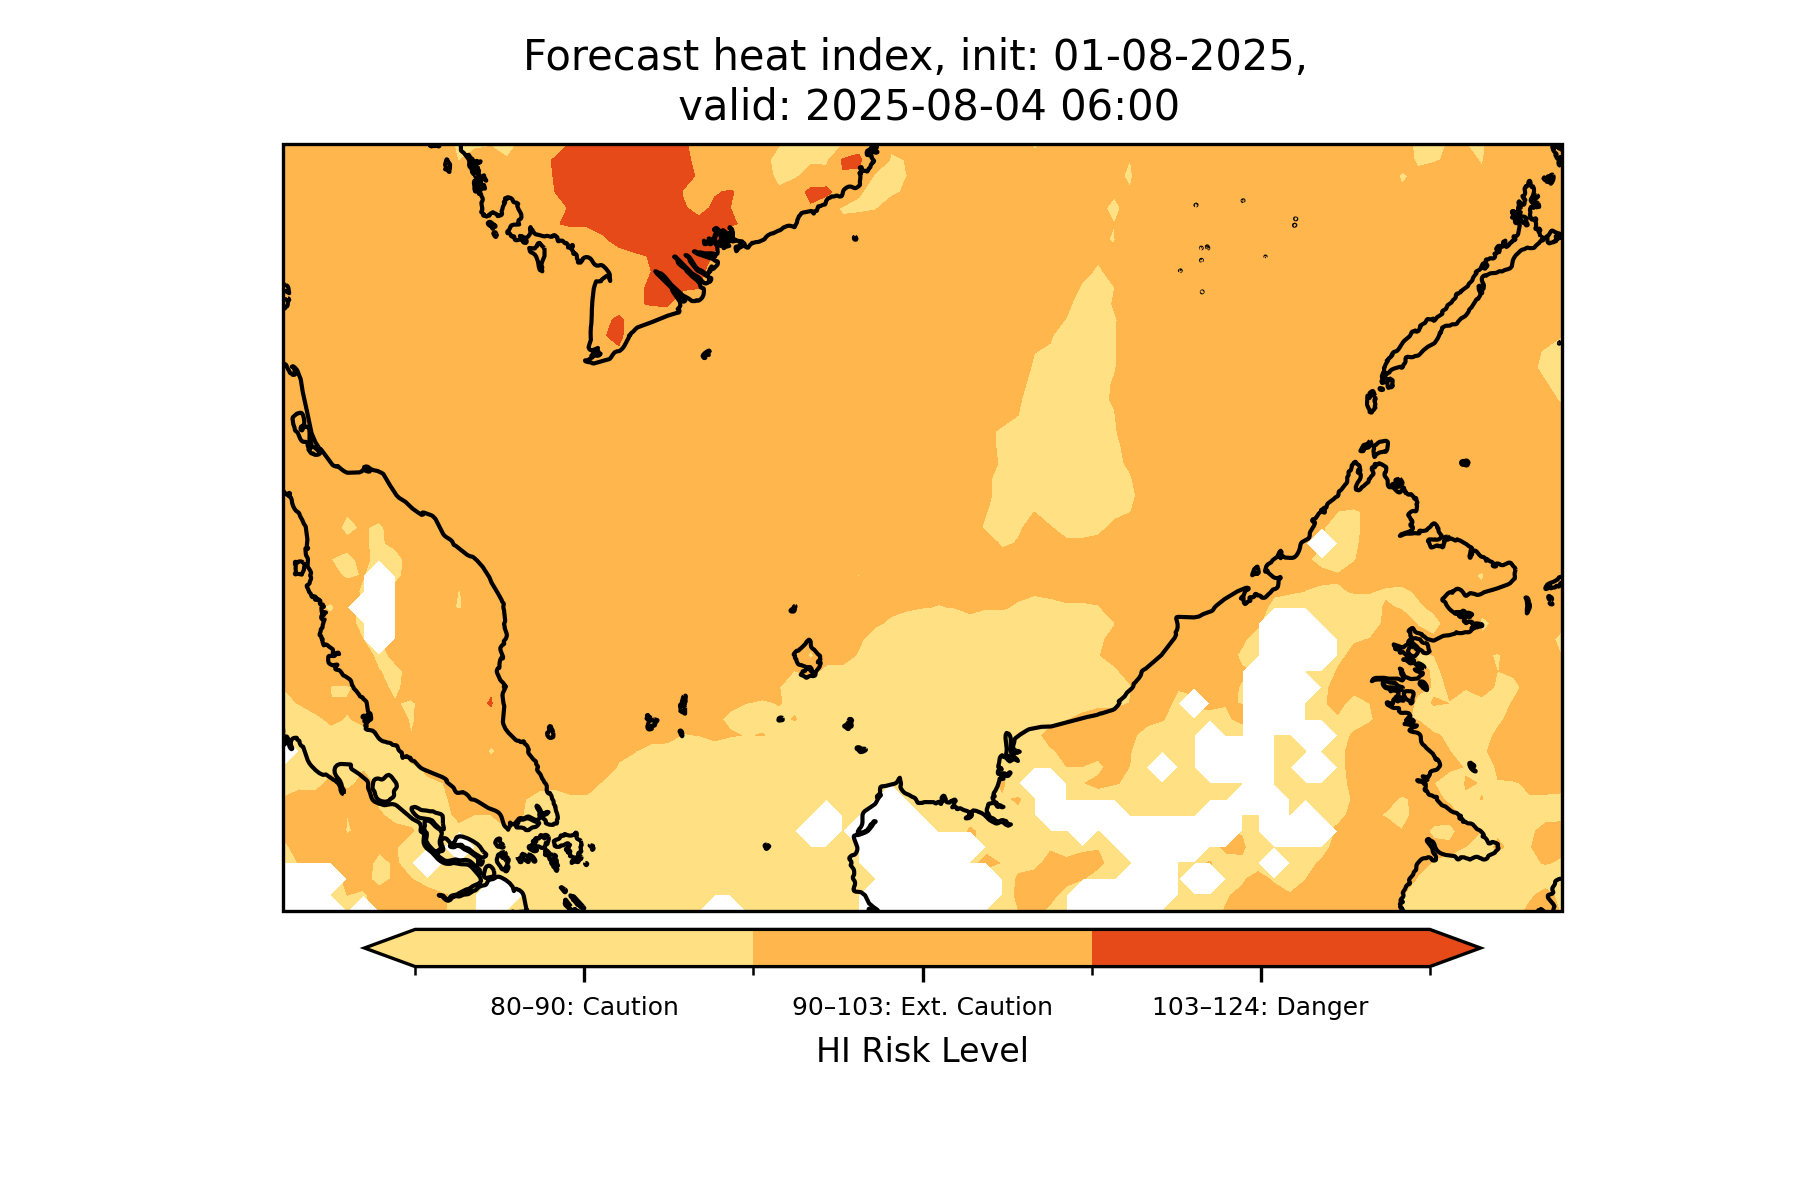 Forecast heat index, init: 01-08-2025,
valid: 2025-08-04 06:00
80–90: Caution
90–103: Ext. Caution
103–124: Danger
HI Risk Level